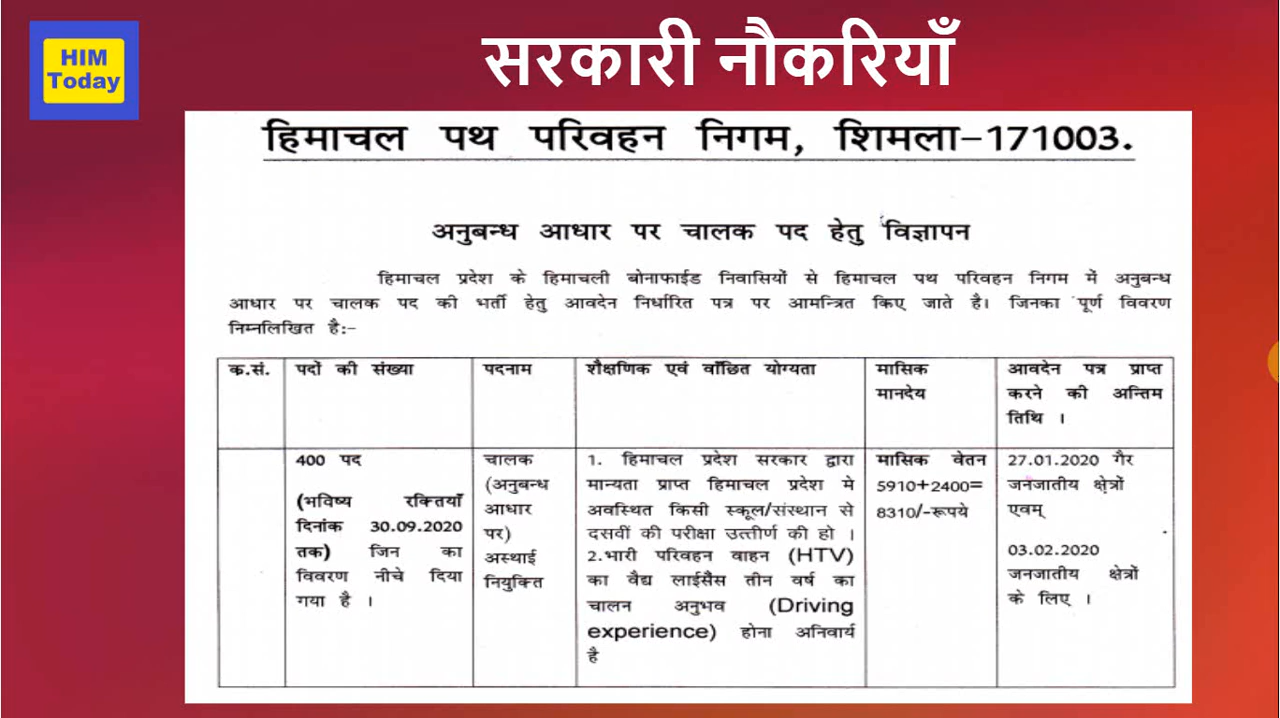 HIM
Today
सरकारी नौकरियाँ
हिमाचल पथ परिवहन निगम, शिमला–171003.
अनुबन्ध आधार पर चालक पद हेतु विज्ञापन
हिमाचल प्रदेश के हिमाचली बोनाफाईड निवासियों से हिमाचल पथ परिवहन निगम में अनुबन्ध
आधार पर चालक पद की भर्ती हेतु आवदेन निर्धारित पत्र पर आमन्त्रित किए जाते है। जिनका पूर्ण विवरण
निम्नलिखित है:–
क.सं.
पदों की संख्या
पदनाम
शैक्षणिक एवं वाँछित योग्यता
मासिक
मानदेय
आवदेन पत्र प्राप्त
करने की अन्तिम
तिथि ।
400 पद
(भविष्य रक्तियाँ
दिनांक 30.09.2020
तक) जिन का
विवरण नीचे दिया
गया है ।
चालक
(अनुबन्ध
आधार
पर)
अस्थाई
नियुक्ति
1. हिमाचल प्रदेश सरकार द्वारा
मान्यता प्राप्त हिमाचल प्रदेश मे
अवस्थित किसी स्कूल/संस्थान से
दसवीं की परीक्षा उत्तीर्ण की हो ।
2.भारी परिवहन वाहन (HTV)
का वैद्य लाईसैंस तीन वर्ष का
चालन अनुभव (Driving
experience) होना अनिवार्य
है
मासिक वेतन
5910+2400=
8310/-रूपये
27.01.2020 गैर
जनजातीय क्षेत्रों
एवम्
03.02.2020
जनजातीय क्षेत्रों
के लिए ।